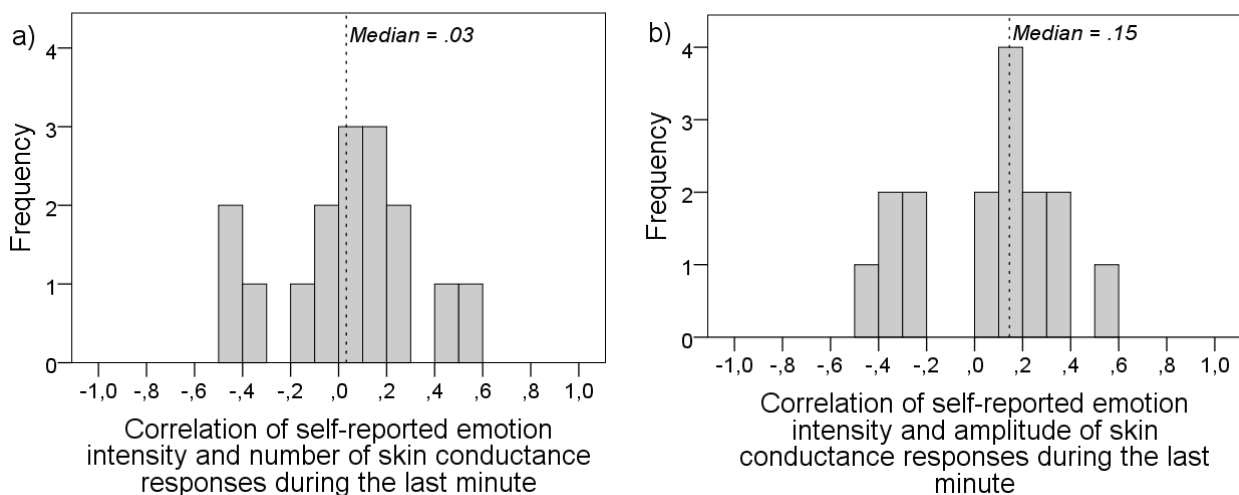 a)
Median = .03
4
3
2
1
0
Frequency
-1,0 -,8 -,6 -,4 -,2 ,0 ,2 ,4 ,6 ,8 1,0
Correlation of self-reported emotion
intensity and number of skin conductance
responses during the last minute
b)
Median = .15
4
3
2
1
0
Frequency
-1,0 -,8 -,6 -,4 -,2 ,0 ,2 ,4 ,6 ,8 1,0
Correlation of self-reported emotion
intensity and amplitude of skin
conductance responses during the last
minute